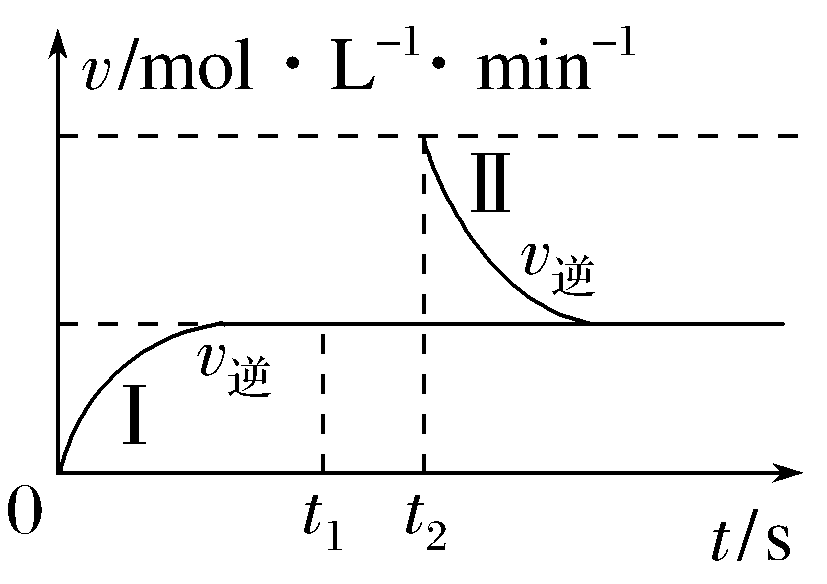 v/mol·L⁻¹·min⁻¹
Ⅱ
v逆
v逆
Ⅰ
0
t₁
t₂
t/s